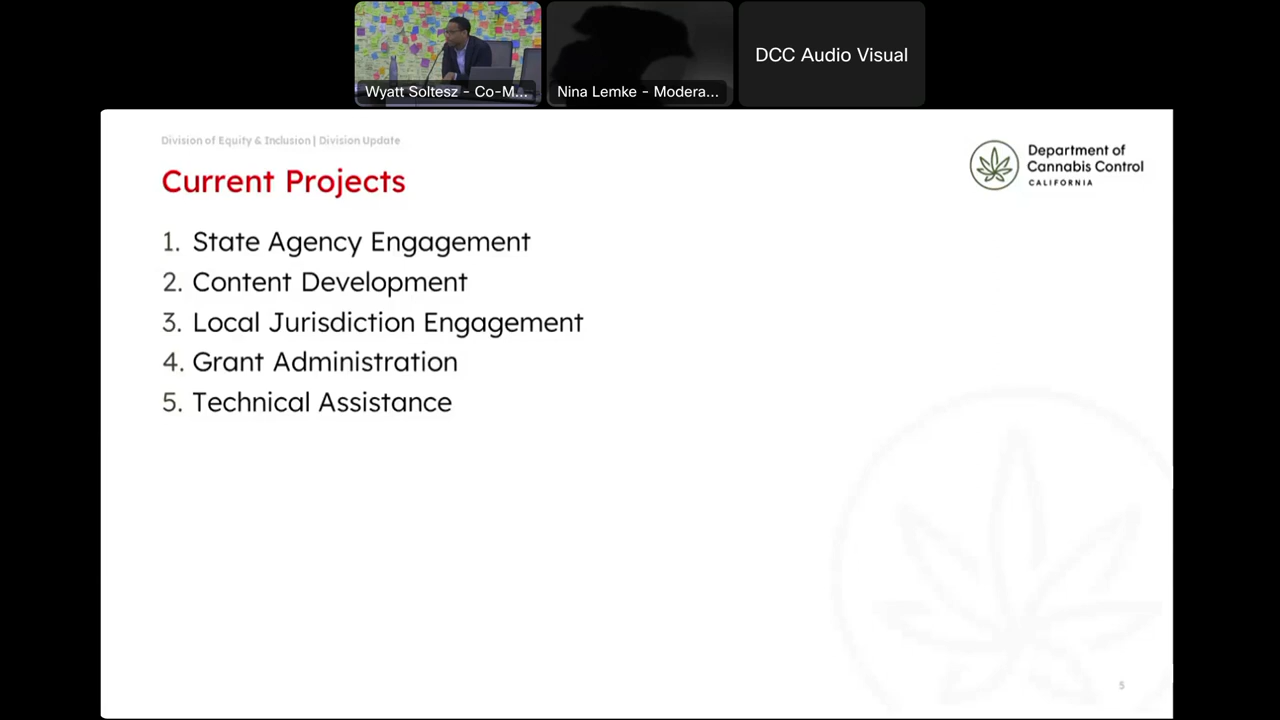 Wyatt Soltesz - Co-M...
Nina Lemke - Modera...
DCC Audio Visual
Division of Equity & Inclusion | Division Update
Department of
Cannabis Control
CALIFORNIA
Current Projects
1. State Agency Engagement
2. Content Development
3. Local Jurisdiction Engagement
4. Grant Administration
5. Technical Assistance
5